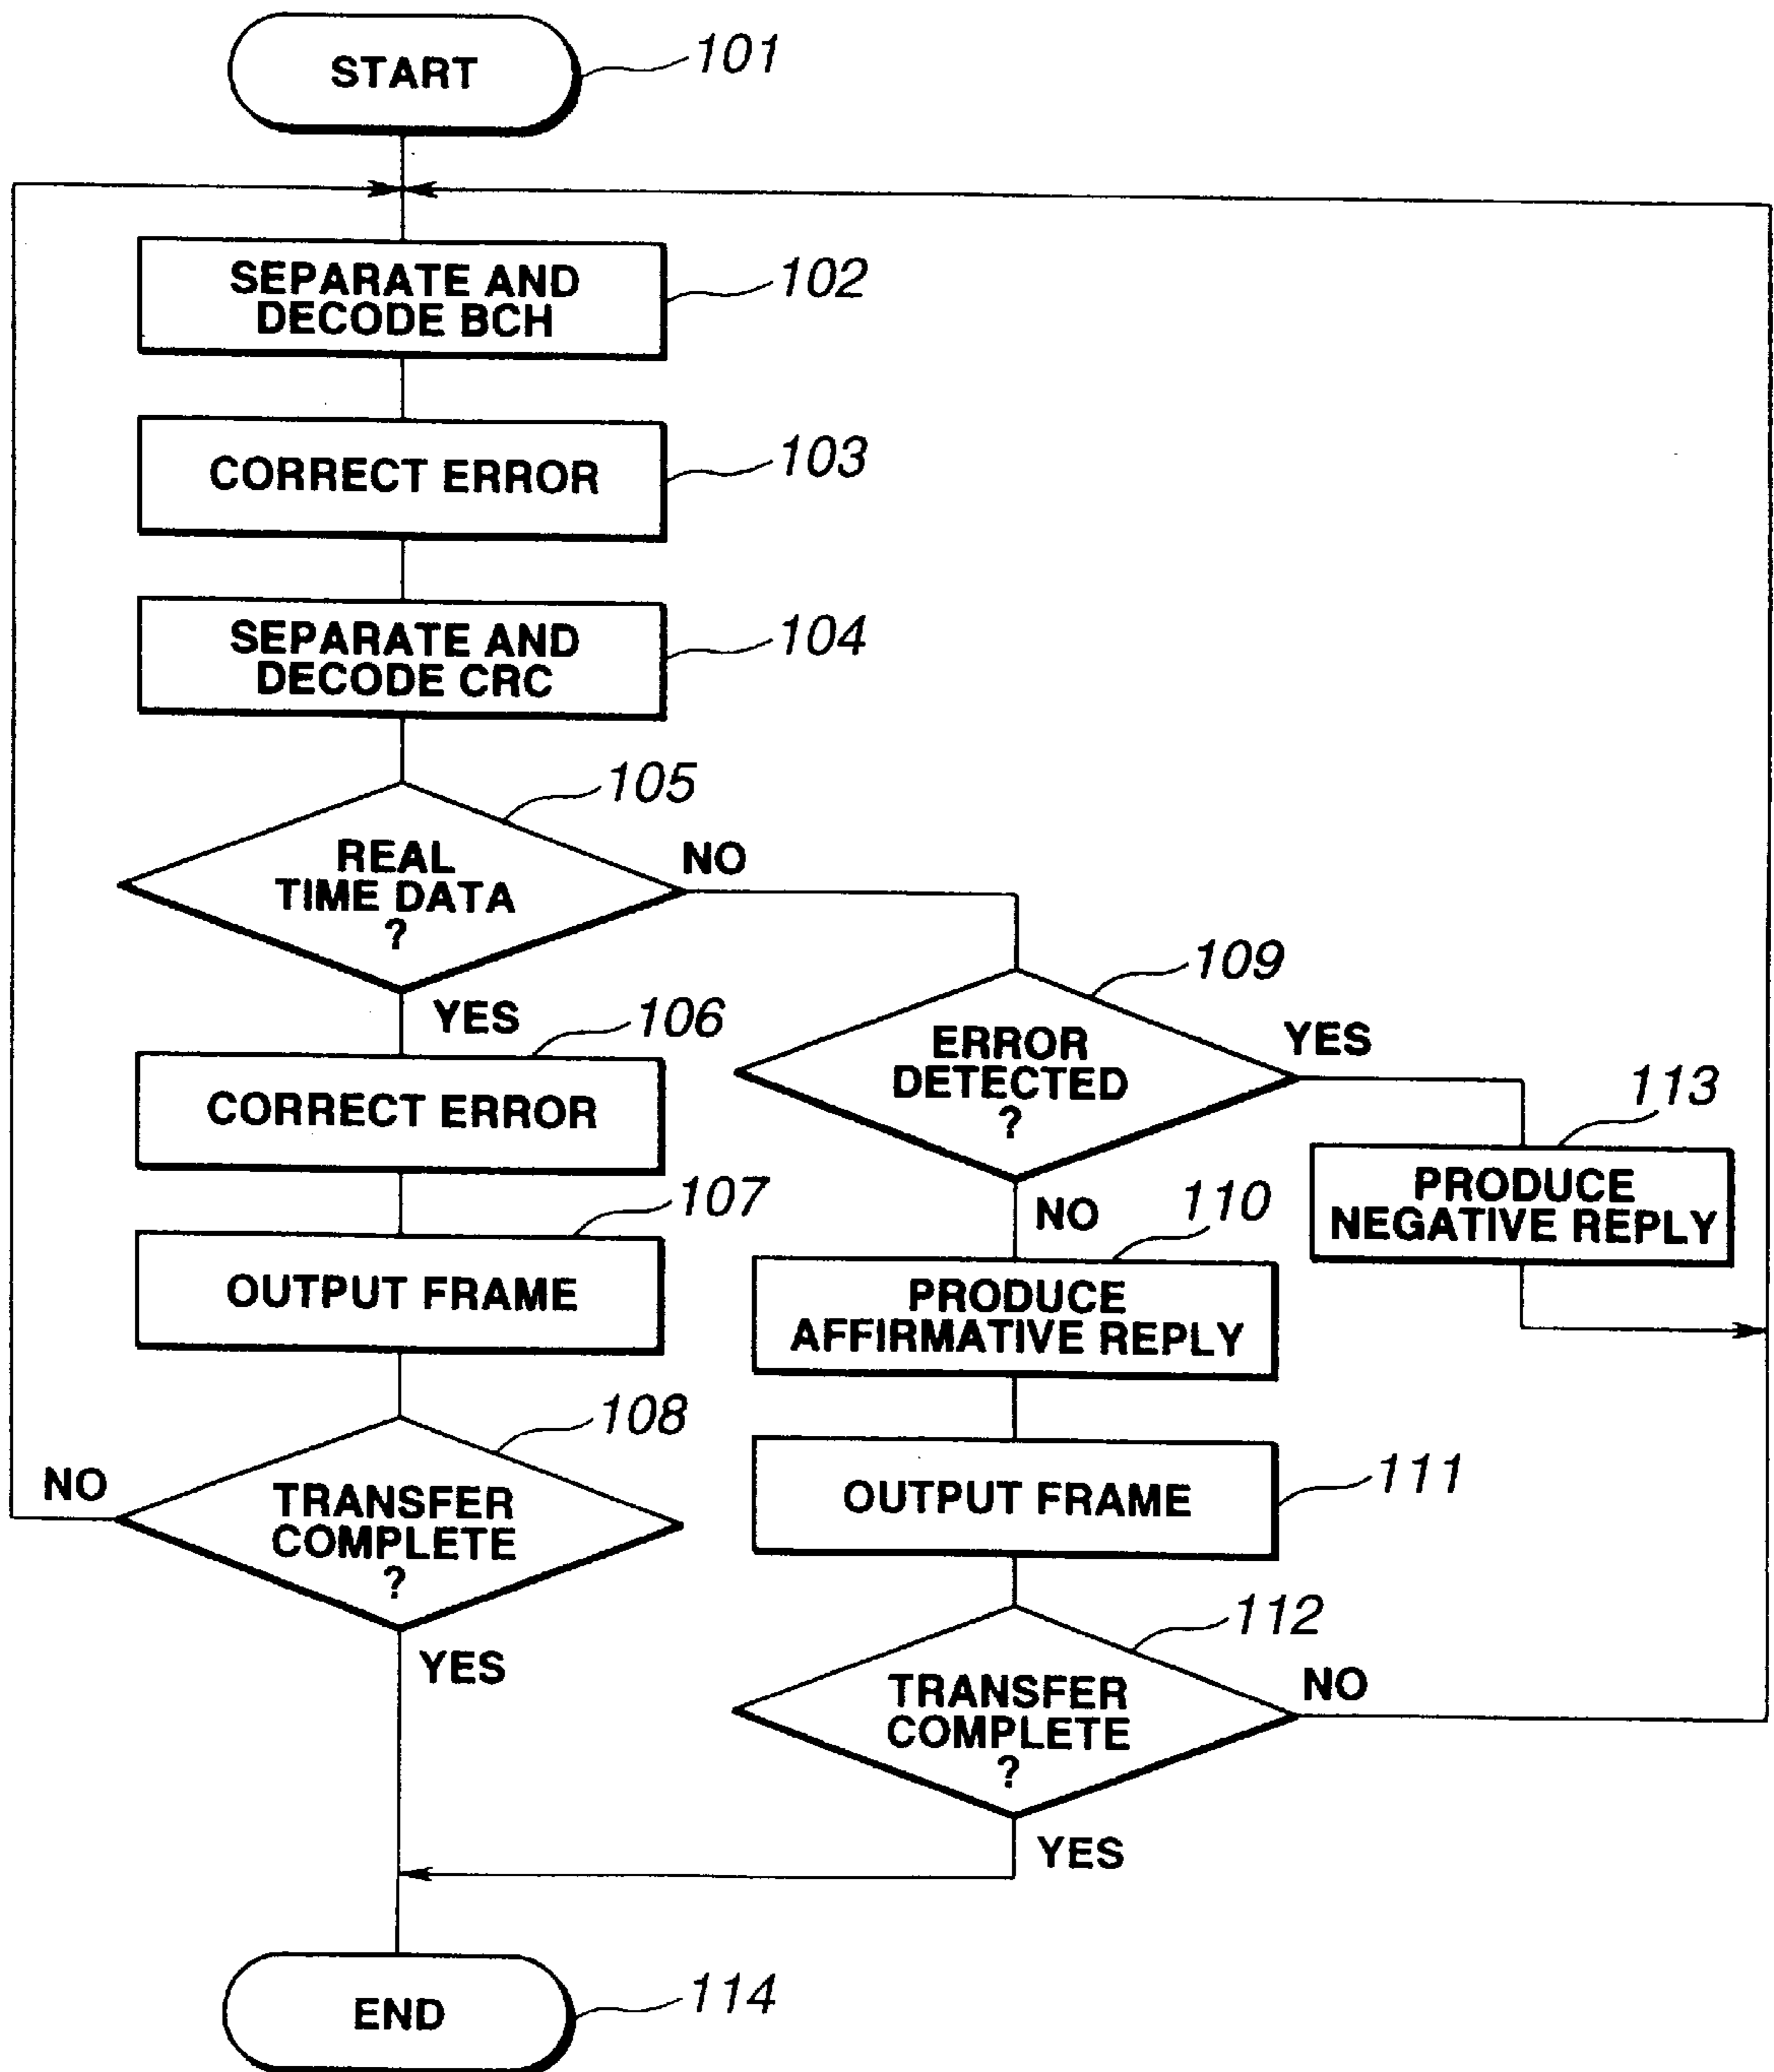 START
101
SEPARATE AND
DECODE BCH
102
CORRECT ERROR
103
SEPARATE AND
DECODE CRC
104
105
REAL
TIME DATA
?
NO
YES
109
ERROR
DETECTED
?
YES
NO
106
CORRECT ERROR
113
PRODUCE
NEGATIVE REPLY
107
OUTPUT FRAME
110
PRODUCE
AFFIRMATIVE REPLY
108
TRANSFER
COMPLETE
?
NO
YES
OUTPUT FRAME
111
112
TRANSFER
COMPLETE
?
NO
YES
END
114